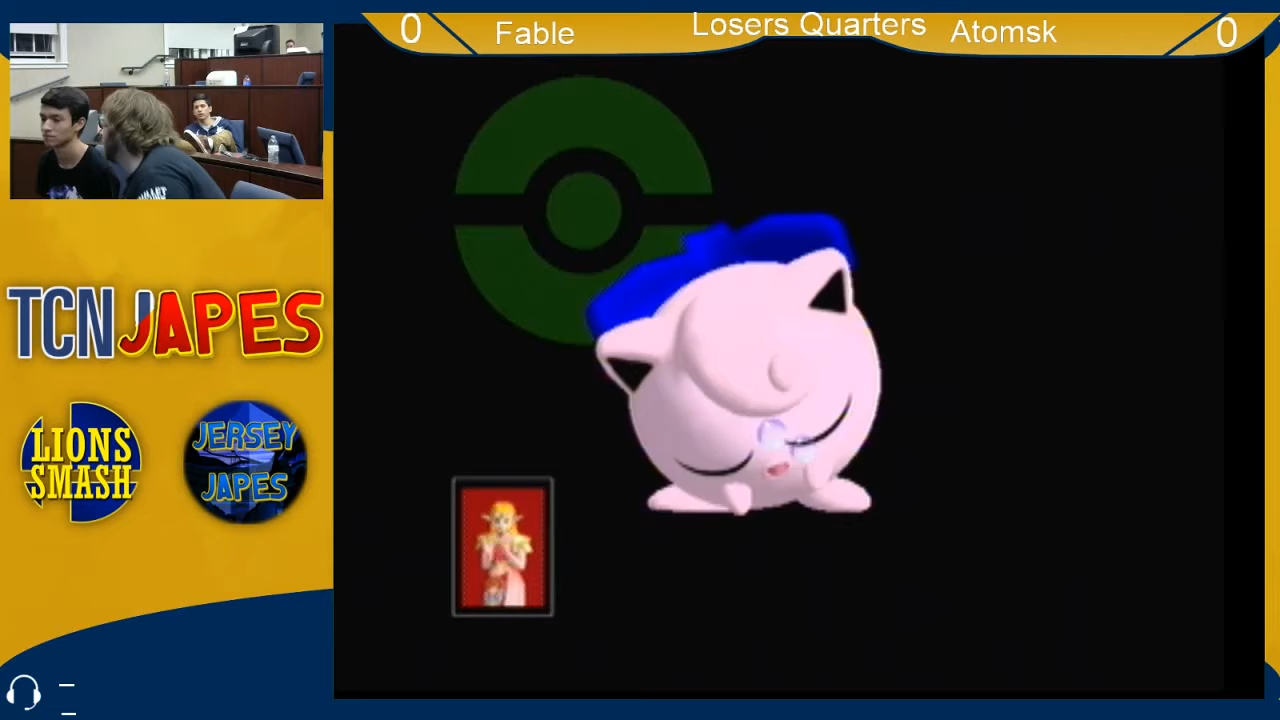 0 Fable Losers Quarters Atomsk 0
TCNJAPES
LIONS
SMASH
JERSEY
JAPES